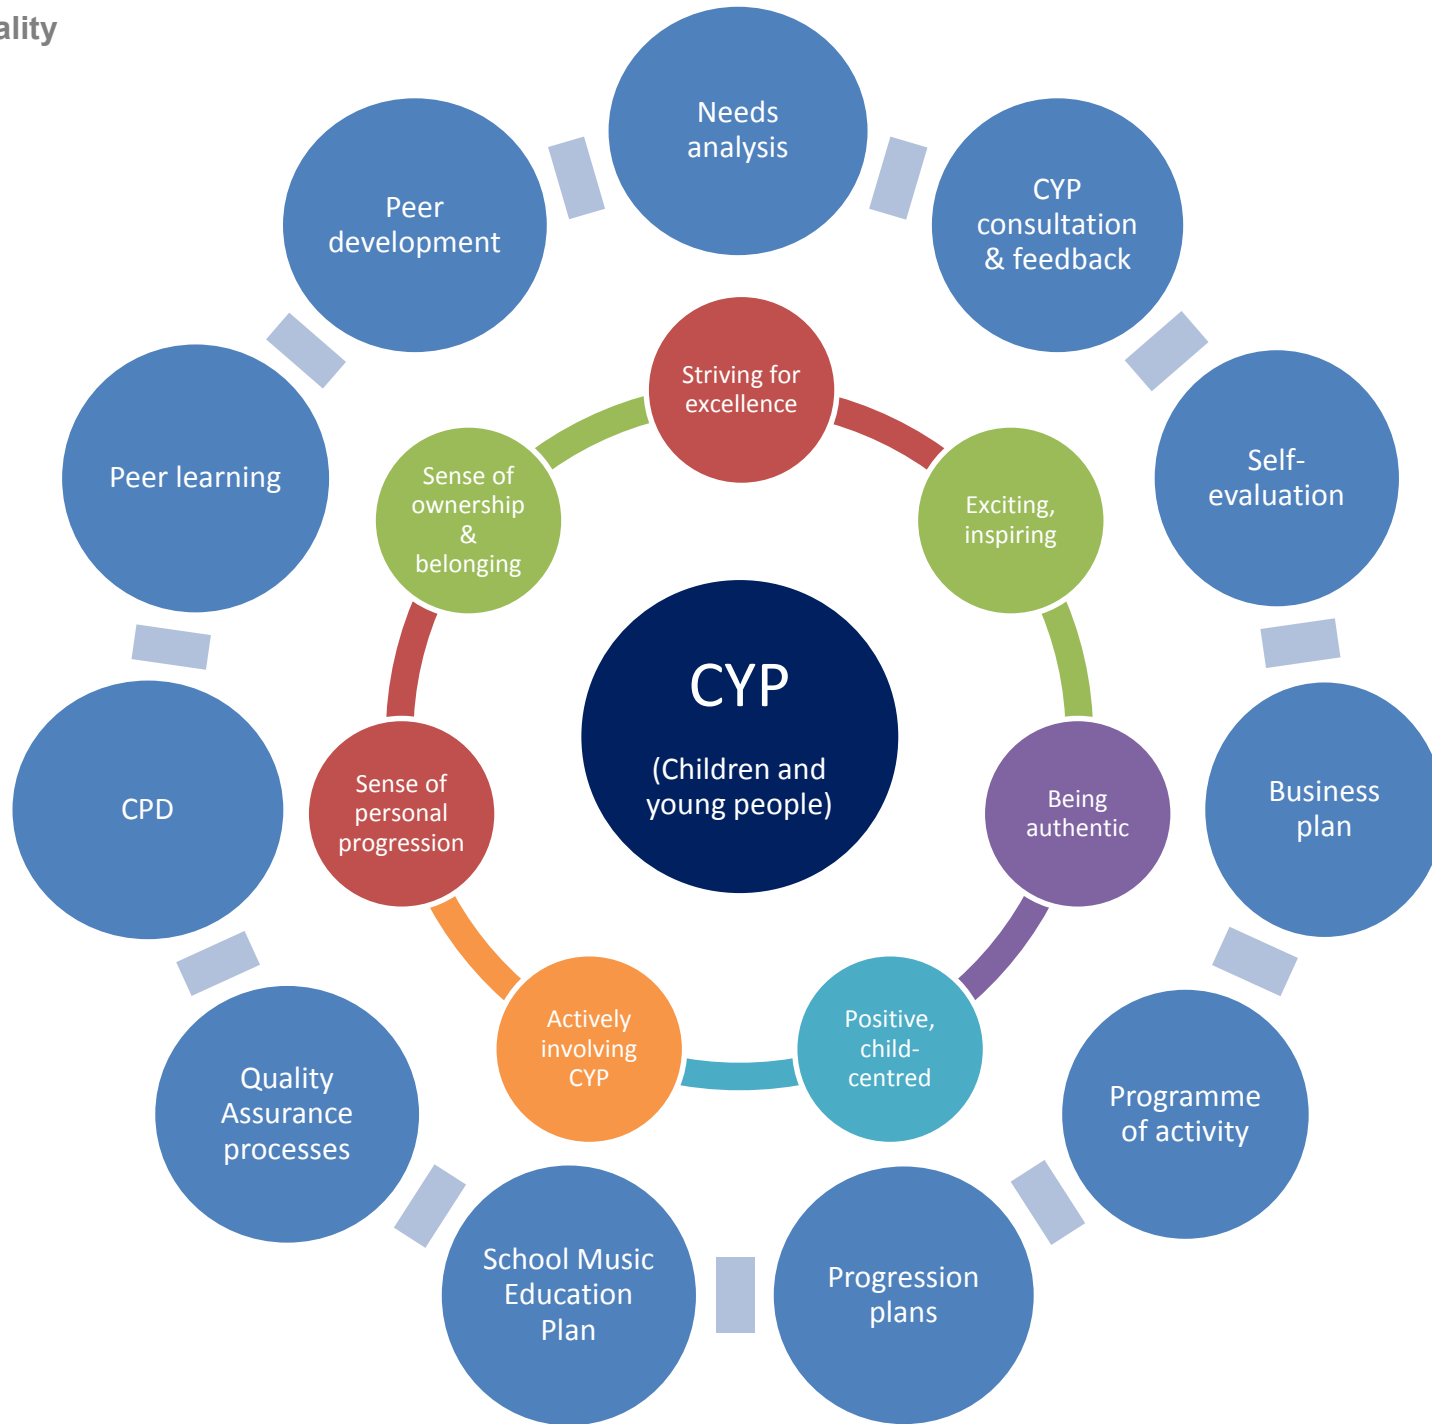 ality
Needs
analysis
CYP
consultation
& feedback
Self-
evaluation
Business
plan
Programme
of activity
Progression
plans
School Music
Education
Plan
Quality
Assurance
processes
CPD
Peer learning
Peer
development
Striving for
excellence
Exciting,
inspiring
Being
authentic
Positive,
child-
centred
Actively
involving
CYP
Sense of
personal
progression
Sense of
ownership
&
belonging
CYP
(Children and
young people)